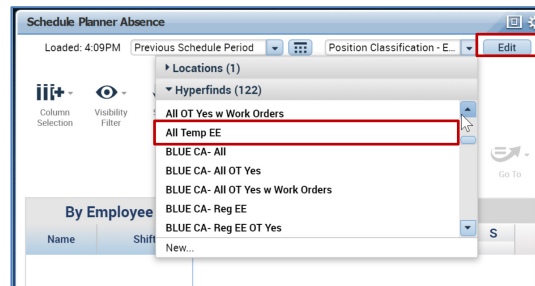 Schedule Planner Absence
Loaded: 4:09PM Previous Schedule Period Position Classification - E... Edit
Locations (1)
Hyperfinds (122)
Column Selection
Visibility Filter
Go To
All OT Yes w Work Orders
All Temp EE
BLUE CA- All
BLUE CA- All OT Yes
BLUE CA- All OT Yes w Work Orders
BLUE CA- Reg EE
BLUE CA- Reg EE OT Yes
New...
By Employee
Name Shift S